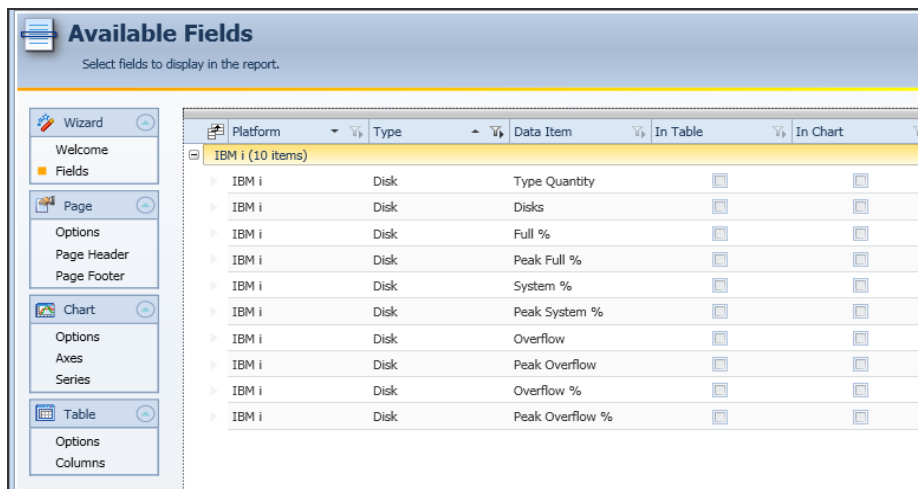 Available Fields
Select fields to display in the report.
Wizard
Welcome
Fields
Page
Options
Page Header
Page Footer
Chart
Options
Axes
Series
Table
Options
Columns
Platform Type Data Item In Table In Chart
IBM i (10 items)
IBM i Disk Type Quantity
IBM i Disk Disks
IBM i Disk Full %
IBM i Disk Peak Full %
IBM i Disk System %
IBM i Disk Peak System %
IBM i Disk Overflow
IBM i Disk Peak Overflow
IBM i Disk Overflow %
IBM i Disk Peak Overflow %